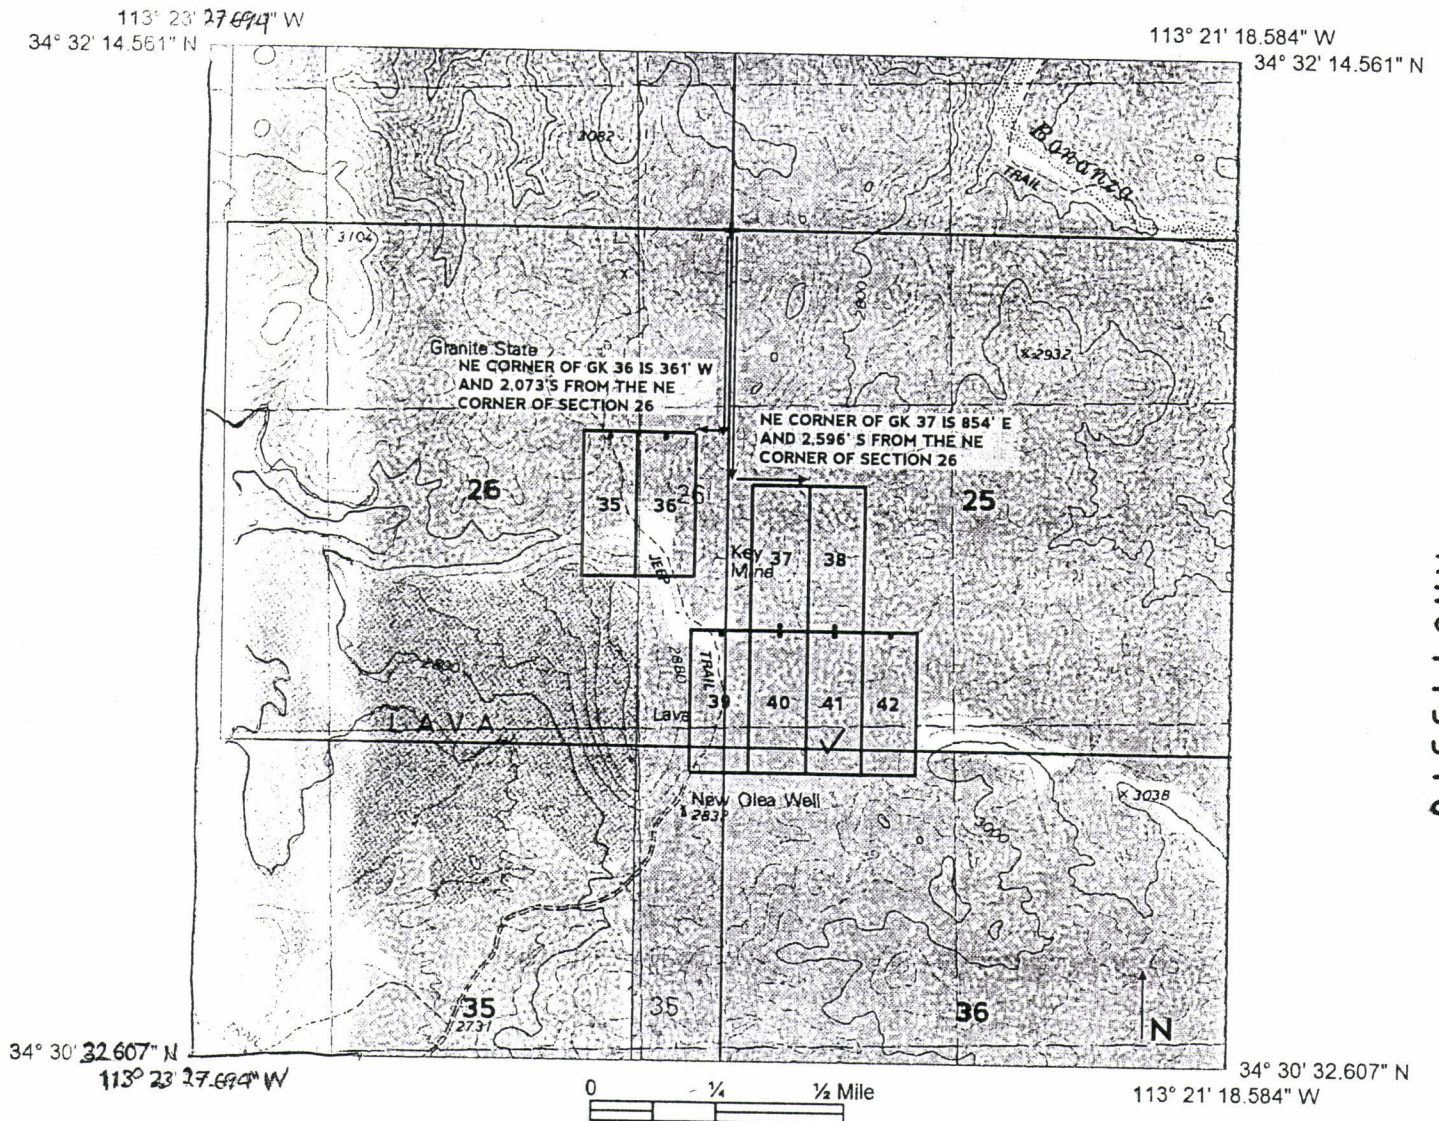 113° 23' 27.694" W
34° 32' 14.561" N
113° 21' 18.584" W
34° 32' 14.561" N
3082
Bonanza
TRAIL
3104
2800
Granite State
NE CORNER OF GK 36 IS 361' W
AND 2,073'S FROM THE NE
CORNER OF SECTION 26
X 2932
NE CORNER OF GK 37 IS 854' E
AND 2,596' S FROM THE NE
CORNER OF SECTION 26
26
35
36
26
25
Key
Mine
37
38
JEEP
TRAIL
2880
39
40
41
42
Lava
LAVA
New Olea Well
2837
X 3038
3000
35
2731
35
36
N
34° 30' 32.607" N
113° 23' 27.694" W
34° 30' 32.607" N
113° 21' 18.584" W
0 ¼ ½ Mile